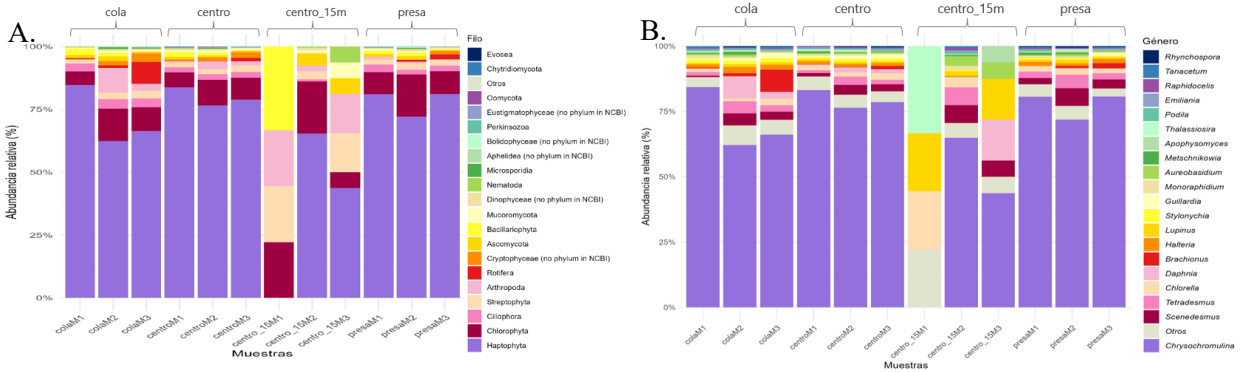 A.
cola centro centro_15m presa
Abundancia relativa (%)
100%
75%
50%
25%
0%
colaM1 colaM2 colaM3 centroM1 centroM2 centroM3 centro_15M1 centro_15M2 centro_15M3 presaM1 presaM2 presaM3
Muestras
Filo
Evosea
Chytridiomycota
Otros
Oomycota
Eustigmatophyceae (no phylum in NCBI)
Perkinsozoa
Bolidophyceae (no phylum in NCBI)
Aphelidea (no phylum in NCBI)
Microsporidia
Nematoda
Dinophyceae (no phylum in NCBI)
Mucoromycota
Bacillariophyta
Ascomycota
Cryptophyceae (no phylum in NCBI)
Rotifera
Arthropoda
Streptophyta
Ciliophora
Chlorophyta
Haptophyta
B.
cola centro centro_15m presa
Abundancia relativa (%)
100%
75%
50%
25%
0%
colaM1 colaM2 colaM3 centroM1 centroM2 centroM3 centro_15M1 centro_15M2 centro_15M3 presaM1 presaM2 presaM3
Muestras
Género
Rhynchospora
Tanacetum
Raphidocelis
Emiliania
Podila
Thalassiosira
Apophysomyces
Metschnikowia
Aureobasidium
Monoraphidium
Guillardia
Stylonychia
Lupinus
Halteria
Brachionus
Daphnia
Chlorella
Tetradesmus
Scenedesmus
Otros
Chrysochromulina